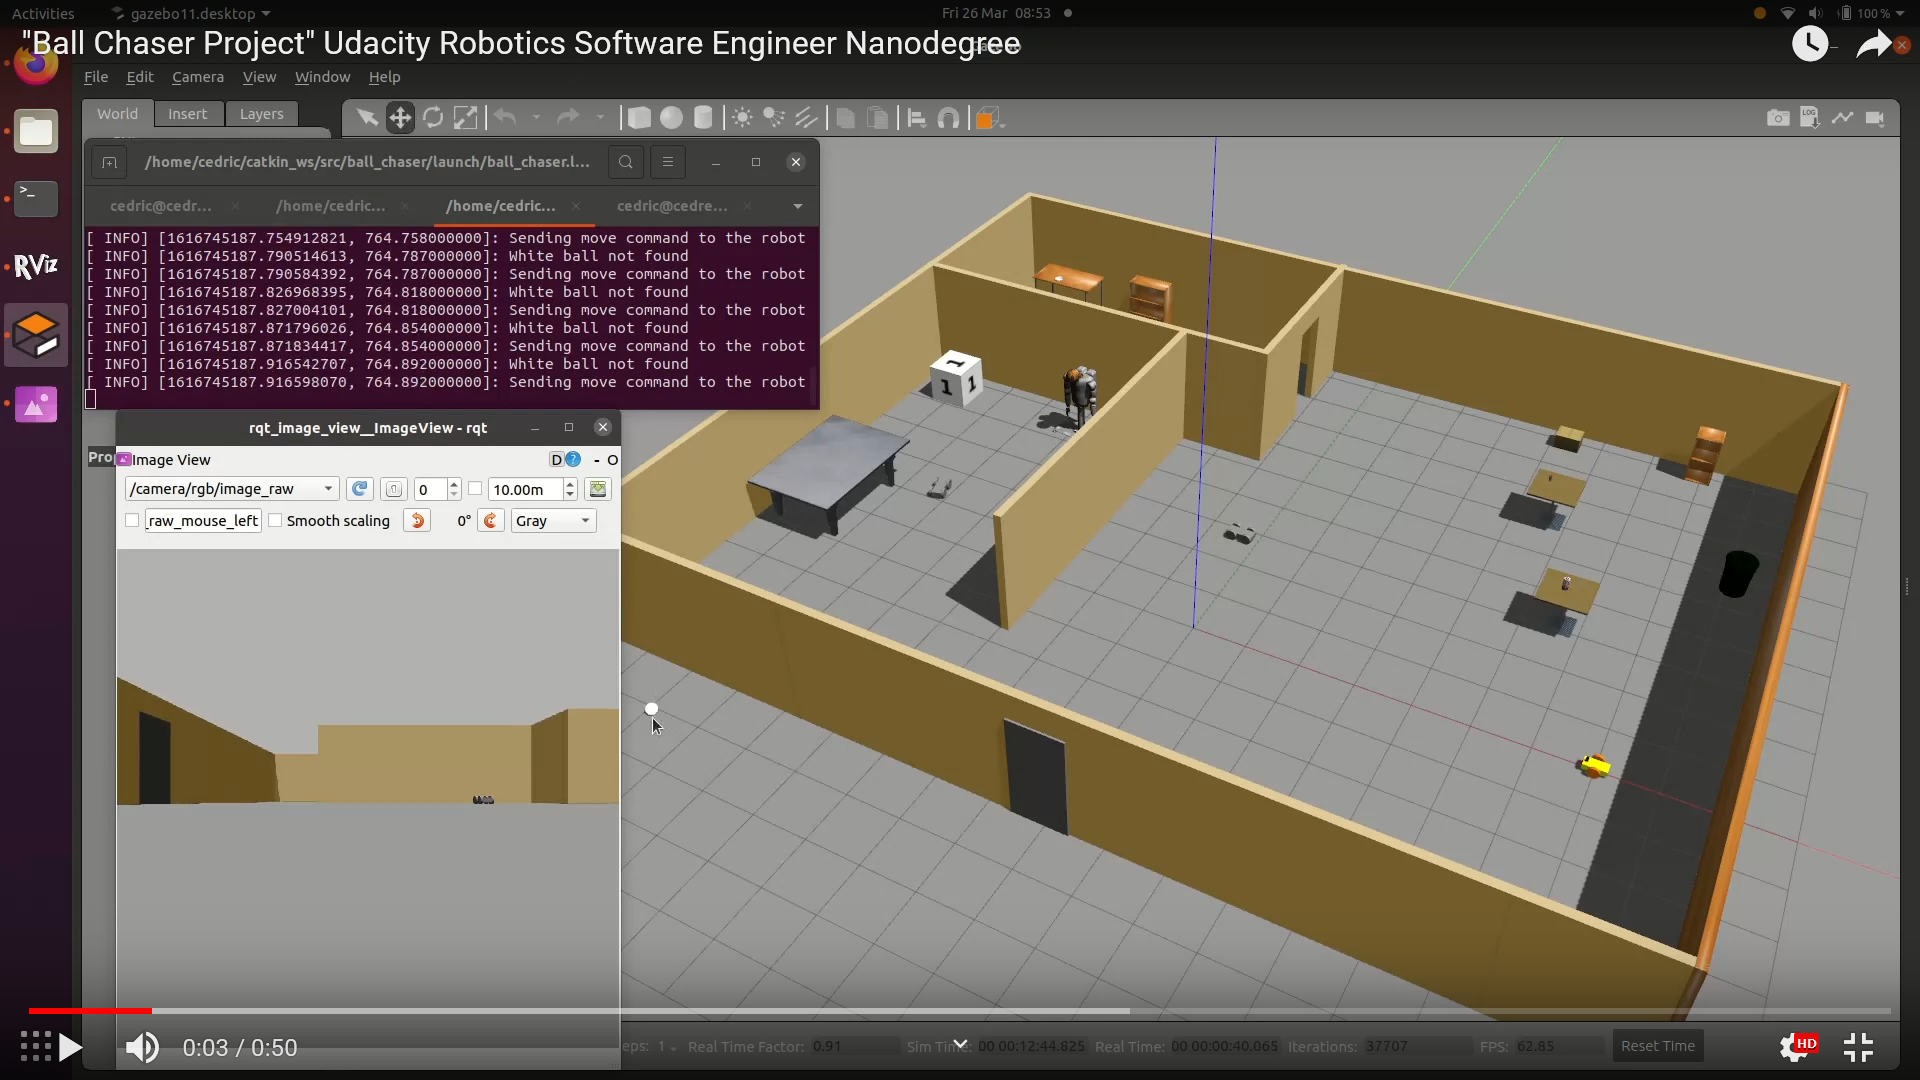 Activities
gazebo11.desktop
Fri 26 Mar 08:53
100 %
"Ball Chaser Project" Udacity Robotics Software Engineer Nanodegree
File Edit Camera View Window Help
World Insert Layers
LOG
/home/cedric/catkin_ws/src/ball_chaser/launch/ball_chaser.l...
cedric@cedr... /home/cedric... /home/cedric... cedric@cedre...
[ INFO] [1616745187.754912821, 764.758000000]: Sending move command to the robot
[ INFO] [1616745187.790514613, 764.787000000]: White ball not found
[ INFO] [1616745187.790584392, 764.787000000]: Sending move command to the robot
[ INFO] [1616745187.826968395, 764.818000000]: White ball not found
[ INFO] [1616745187.827004101, 764.818000000]: Sending move command to the robot
[ INFO] [1616745187.871796026, 764.854000000]: White ball not found
[ INFO] [1616745187.871834417, 764.854000000]: Sending move command to the robot
[ INFO] [1616745187.916542707, 764.892000000]: White ball not found
[ INFO] [1616745187.916598070, 764.892000000]: Sending move command to the robot
RViz
1 1 1
rqt_image_view__ImageView - rqt
Pro
Image View
D ? - O
/camera/rgb/image_raw 0 10.00m
_raw_mouse_left Smooth scaling 0° Gray
0:03 / 0:50
eps: 1 Real Time Factor: 0.91 Sim Time: 00 00:12:44.825 Real Time: 00 00:00:40.065 Iterations: 37707 FPS: 62.85 Reset Time
HD